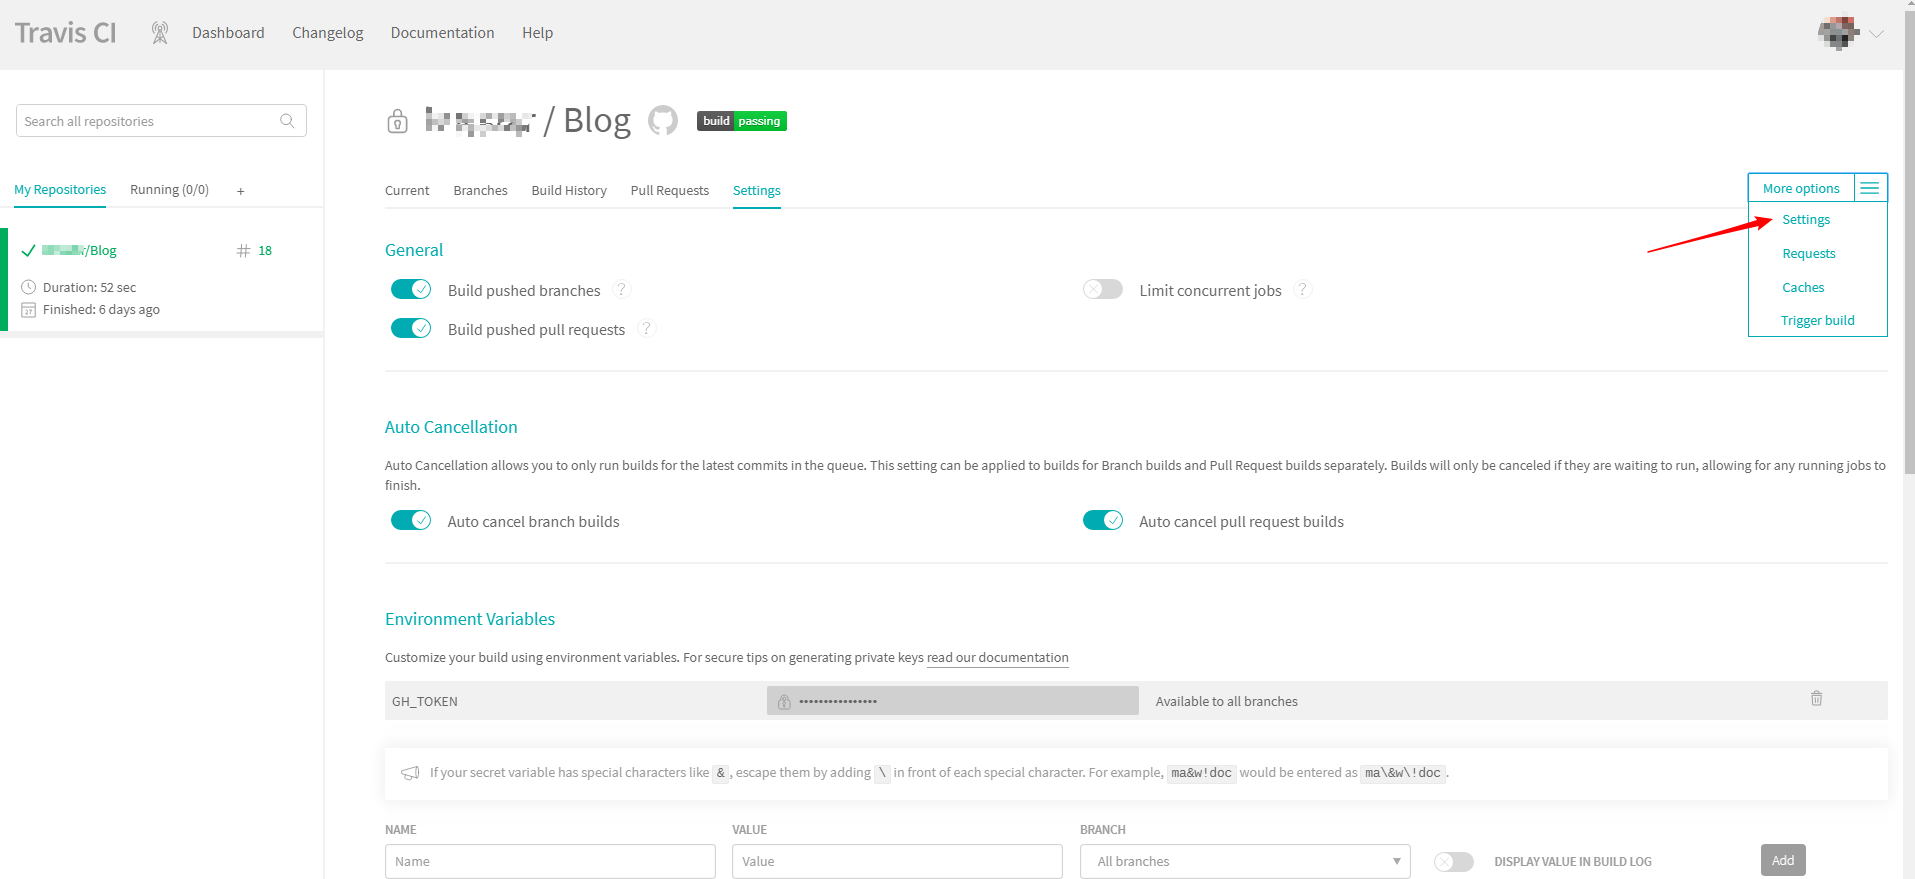 Travis CI Dashboard Changelog Documentation Help
Search all repositories
My Repositories Running (0/0) +
/Blog # 18
Duration: 52 sec
27
Finished: 6 days ago
/ Blog build passing
Current Branches Build History Pull Requests Settings
More options
Settings
Requests
Caches
Trigger build
General
Build pushed branches ?
Limit concurrent jobs ?
Build pushed pull requests ?
Auto Cancellation
Auto Cancellation allows you to only run builds for the latest commits in the queue. This setting can be applied to builds for Branch builds and Pull Request builds separately. Builds will only be canceled if they are waiting to run, allowing for any running jobs to
finish.
Auto cancel branch builds
Auto cancel pull request builds
Environment Variables
Customize your build using environment variables. For secure tips on generating private keys read our documentation
GH_TOKEN •••••••••••••••• Available to all branches
If your secret variable has special characters like &, escape them by adding \ in front of each special character. For example, ma&w!doc would be entered as ma\&w\!doc.
NAME VALUE BRANCH
Name Value All branches DISPLAY VALUE IN BUILD LOG Add